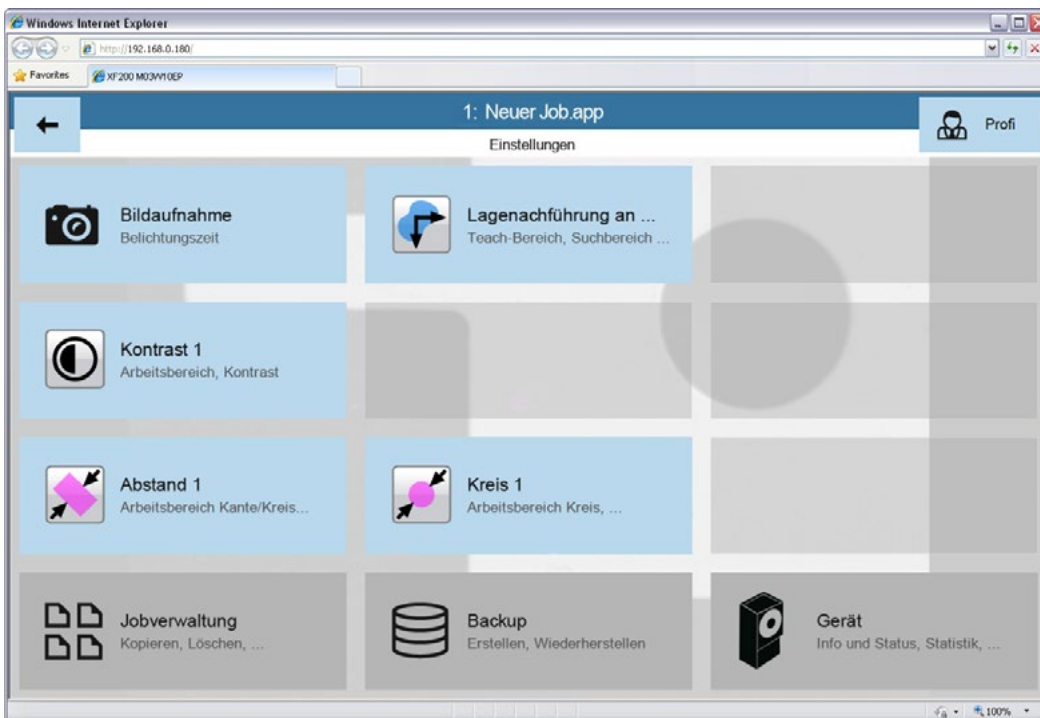 Windows Internet Explorer
http://192.168.0.180/
Favorites
XF200 M03W10EP
1: Neuer Job.app
Profi
Einstellungen
Bildaufnahme
Belichtungszeit
Lagenachführung an ...
Teach-Bereich, Suchbereich ...
Kontrast 1
Arbeitsbereich, Kontrast
Abstand 1
Arbeitsbereich Kante/Kreis...
Kreis 1
Arbeitsbereich Kreis, ...
Jobverwaltung
Kopieren, Löschen, ...
Backup
Erstellen, Wiederherstellen
Gerät
Info und Status, Statistik, ...
100%